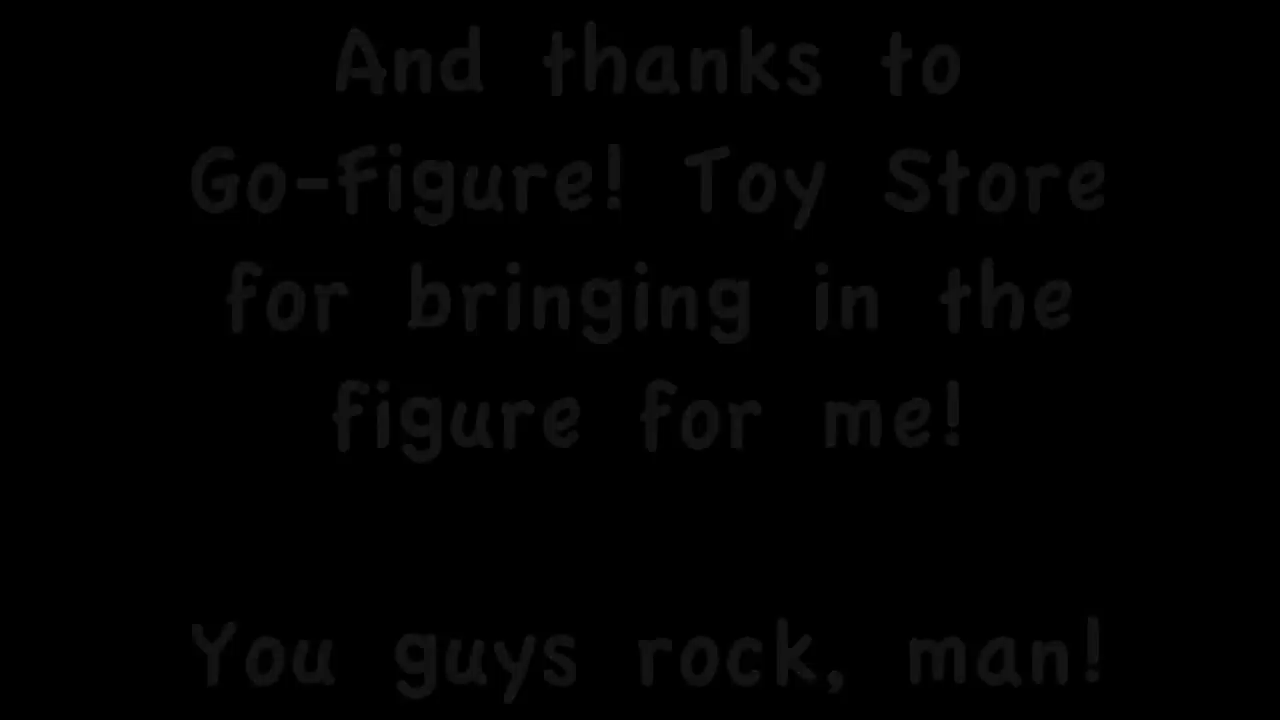 And thanks to
Go-Figure! Toy Store
for bringing in the
figure for me!
You guys rock, man!